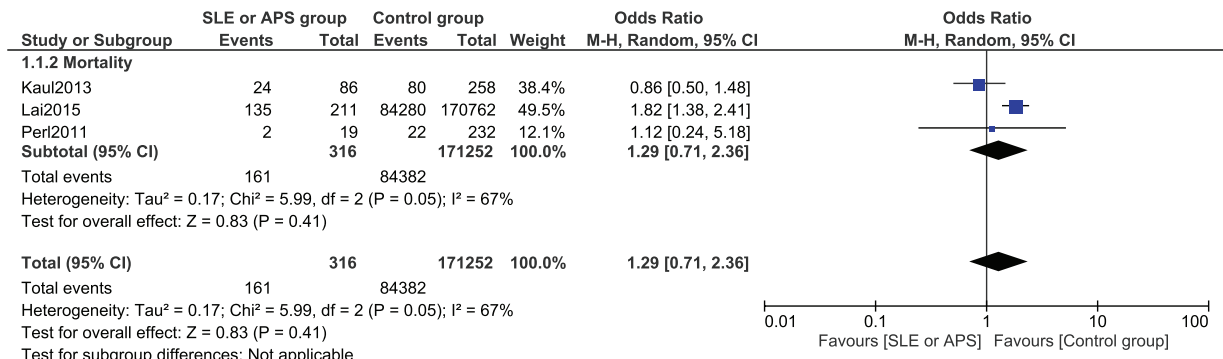 SLE or APS group Control group Odds Ratio Odds Ratio
Study or Subgroup Events Total Events Total Weight M-H, Random, 95% CI M-H, Random, 95% CI
1.1.2 Mortality
Kaul2013 24 86 80 258 38.4% 0.86 [0.50, 1.48]
Lai2015 135 211 84280 170762 49.5% 1.82 [1.38, 2.41]
Perl2011 2 19 22 232 12.1% 1.12 [0.24, 5.18]
Subtotal (95% CI) 316 171252 100.0% 1.29 [0.71, 2.36]
Total events 161 84382
Heterogeneity: Tau² = 0.17; Chi² = 5.99, df = 2 (P = 0.05); I² = 67%
Test for overall effect: Z = 0.83 (P = 0.41)
Total (95% CI) 316 171252 100.0% 1.29 [0.71, 2.36]
Total events 161 84382
Heterogeneity: Tau² = 0.17; Chi² = 5.99, df = 2 (P = 0.05); I² = 67%
Test for overall effect: Z = 0.83 (P = 0.41)
Test for subgroup differences: Not applicable
0.01 0.1 1 10 100
Favours [SLE or APS] Favours [Control group]